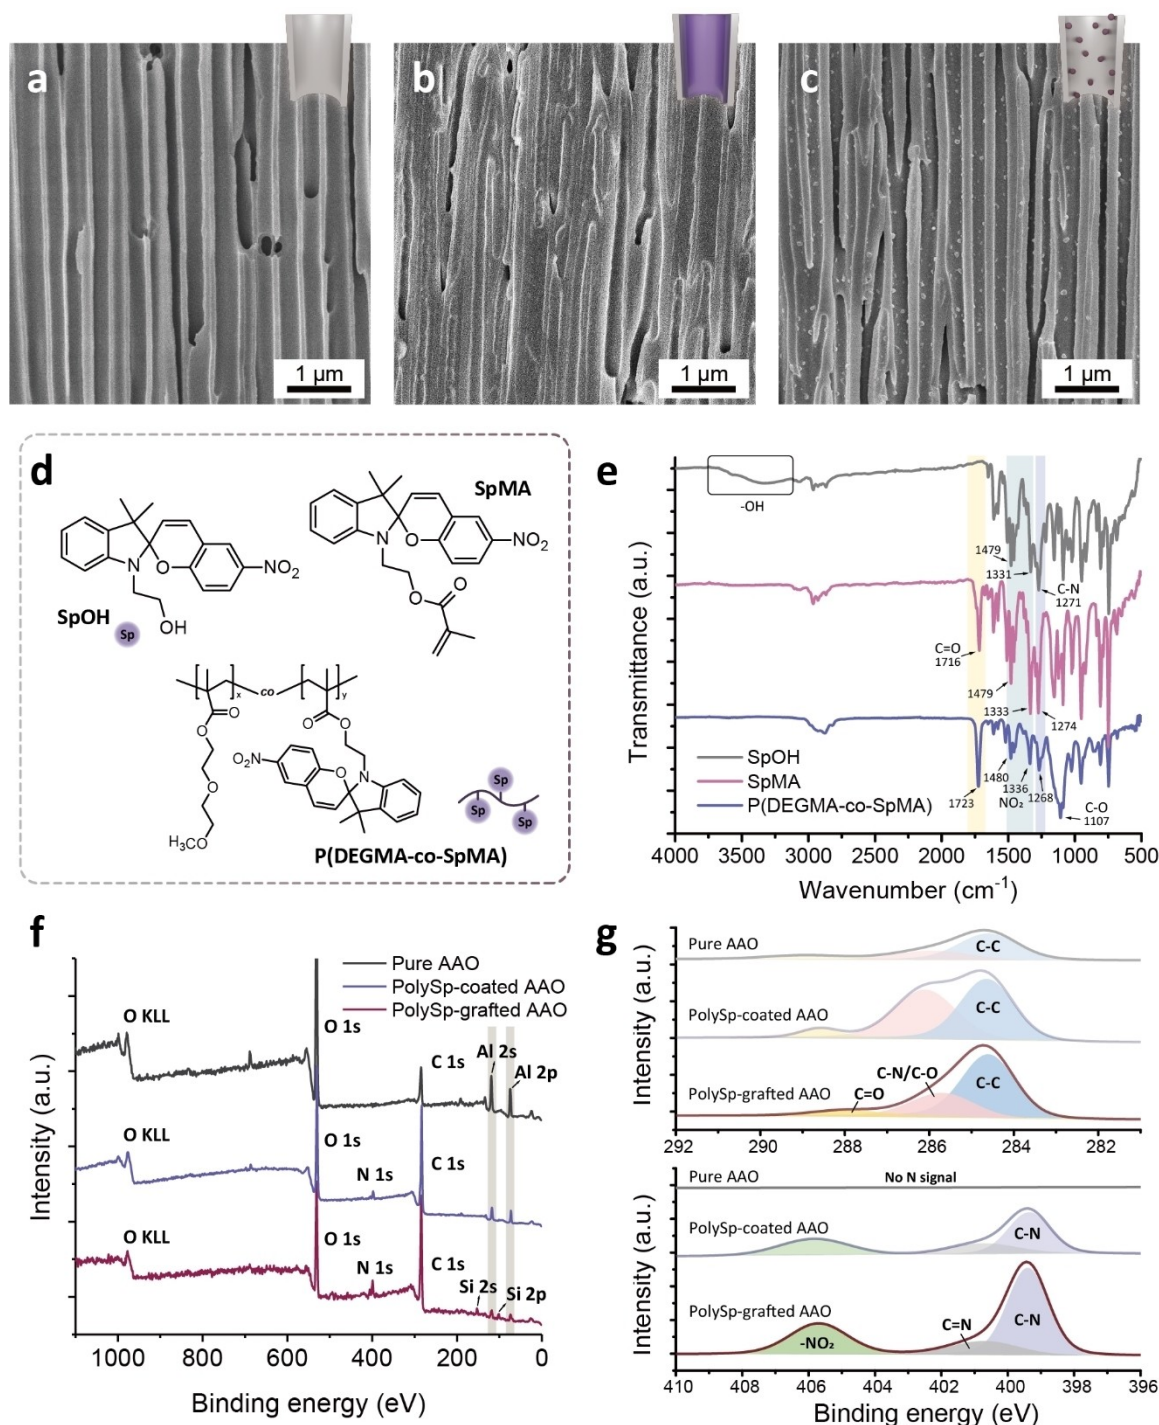 a
1 µm
b
1 µm
c
1 µm
d
SpMA
NO₂
N
O
O
O
SpOH
N
O
NO₂
OH
Sp
x
co
y
O
O
O
O
H₃CO
O
O
O₂N
O
N
Sp
Sp
Sp
P(DEGMA-co-SpMA)
e
Transmittance (a.u.)
-OH
1479
1331
C-N
1271
C=O
1716
1479
1333
1274
SpOH
SpMA
P(DEGMA-co-SpMA)
1723
1480
1336
NO₂
1268
C-O
1107
4000 3500 3000 2500 2000 1500 1000 500
Wavenumber (cm⁻¹)
f
Intensity (a.u.)
Pure AAO
PolySp-coated AAO
PolySp-grafted AAO
O KLL
O 1s
C 1s
Al 2s
Al 2p
O KLL
O 1s
N 1s
C 1s
O KLL
O 1s
N 1s
C 1s
Si 2s
Si 2p
1000 800 600 400 200 0
Binding energy (eV)
g
Intensity (a.u.)
Pure AAO
C-C
PolySp-coated AAO
C-C
PolySp-grafted AAO
C=O
C-N/C-O
C-C
292 290 288 286 284 282
Intensity (a.u.)
Pure AAO
No N signal
PolySp-coated AAO
C-N
PolySp-grafted AAO
-NO₂
C=N
C-N
410 408 406 404 402 400 398 396
Binding energy (eV)